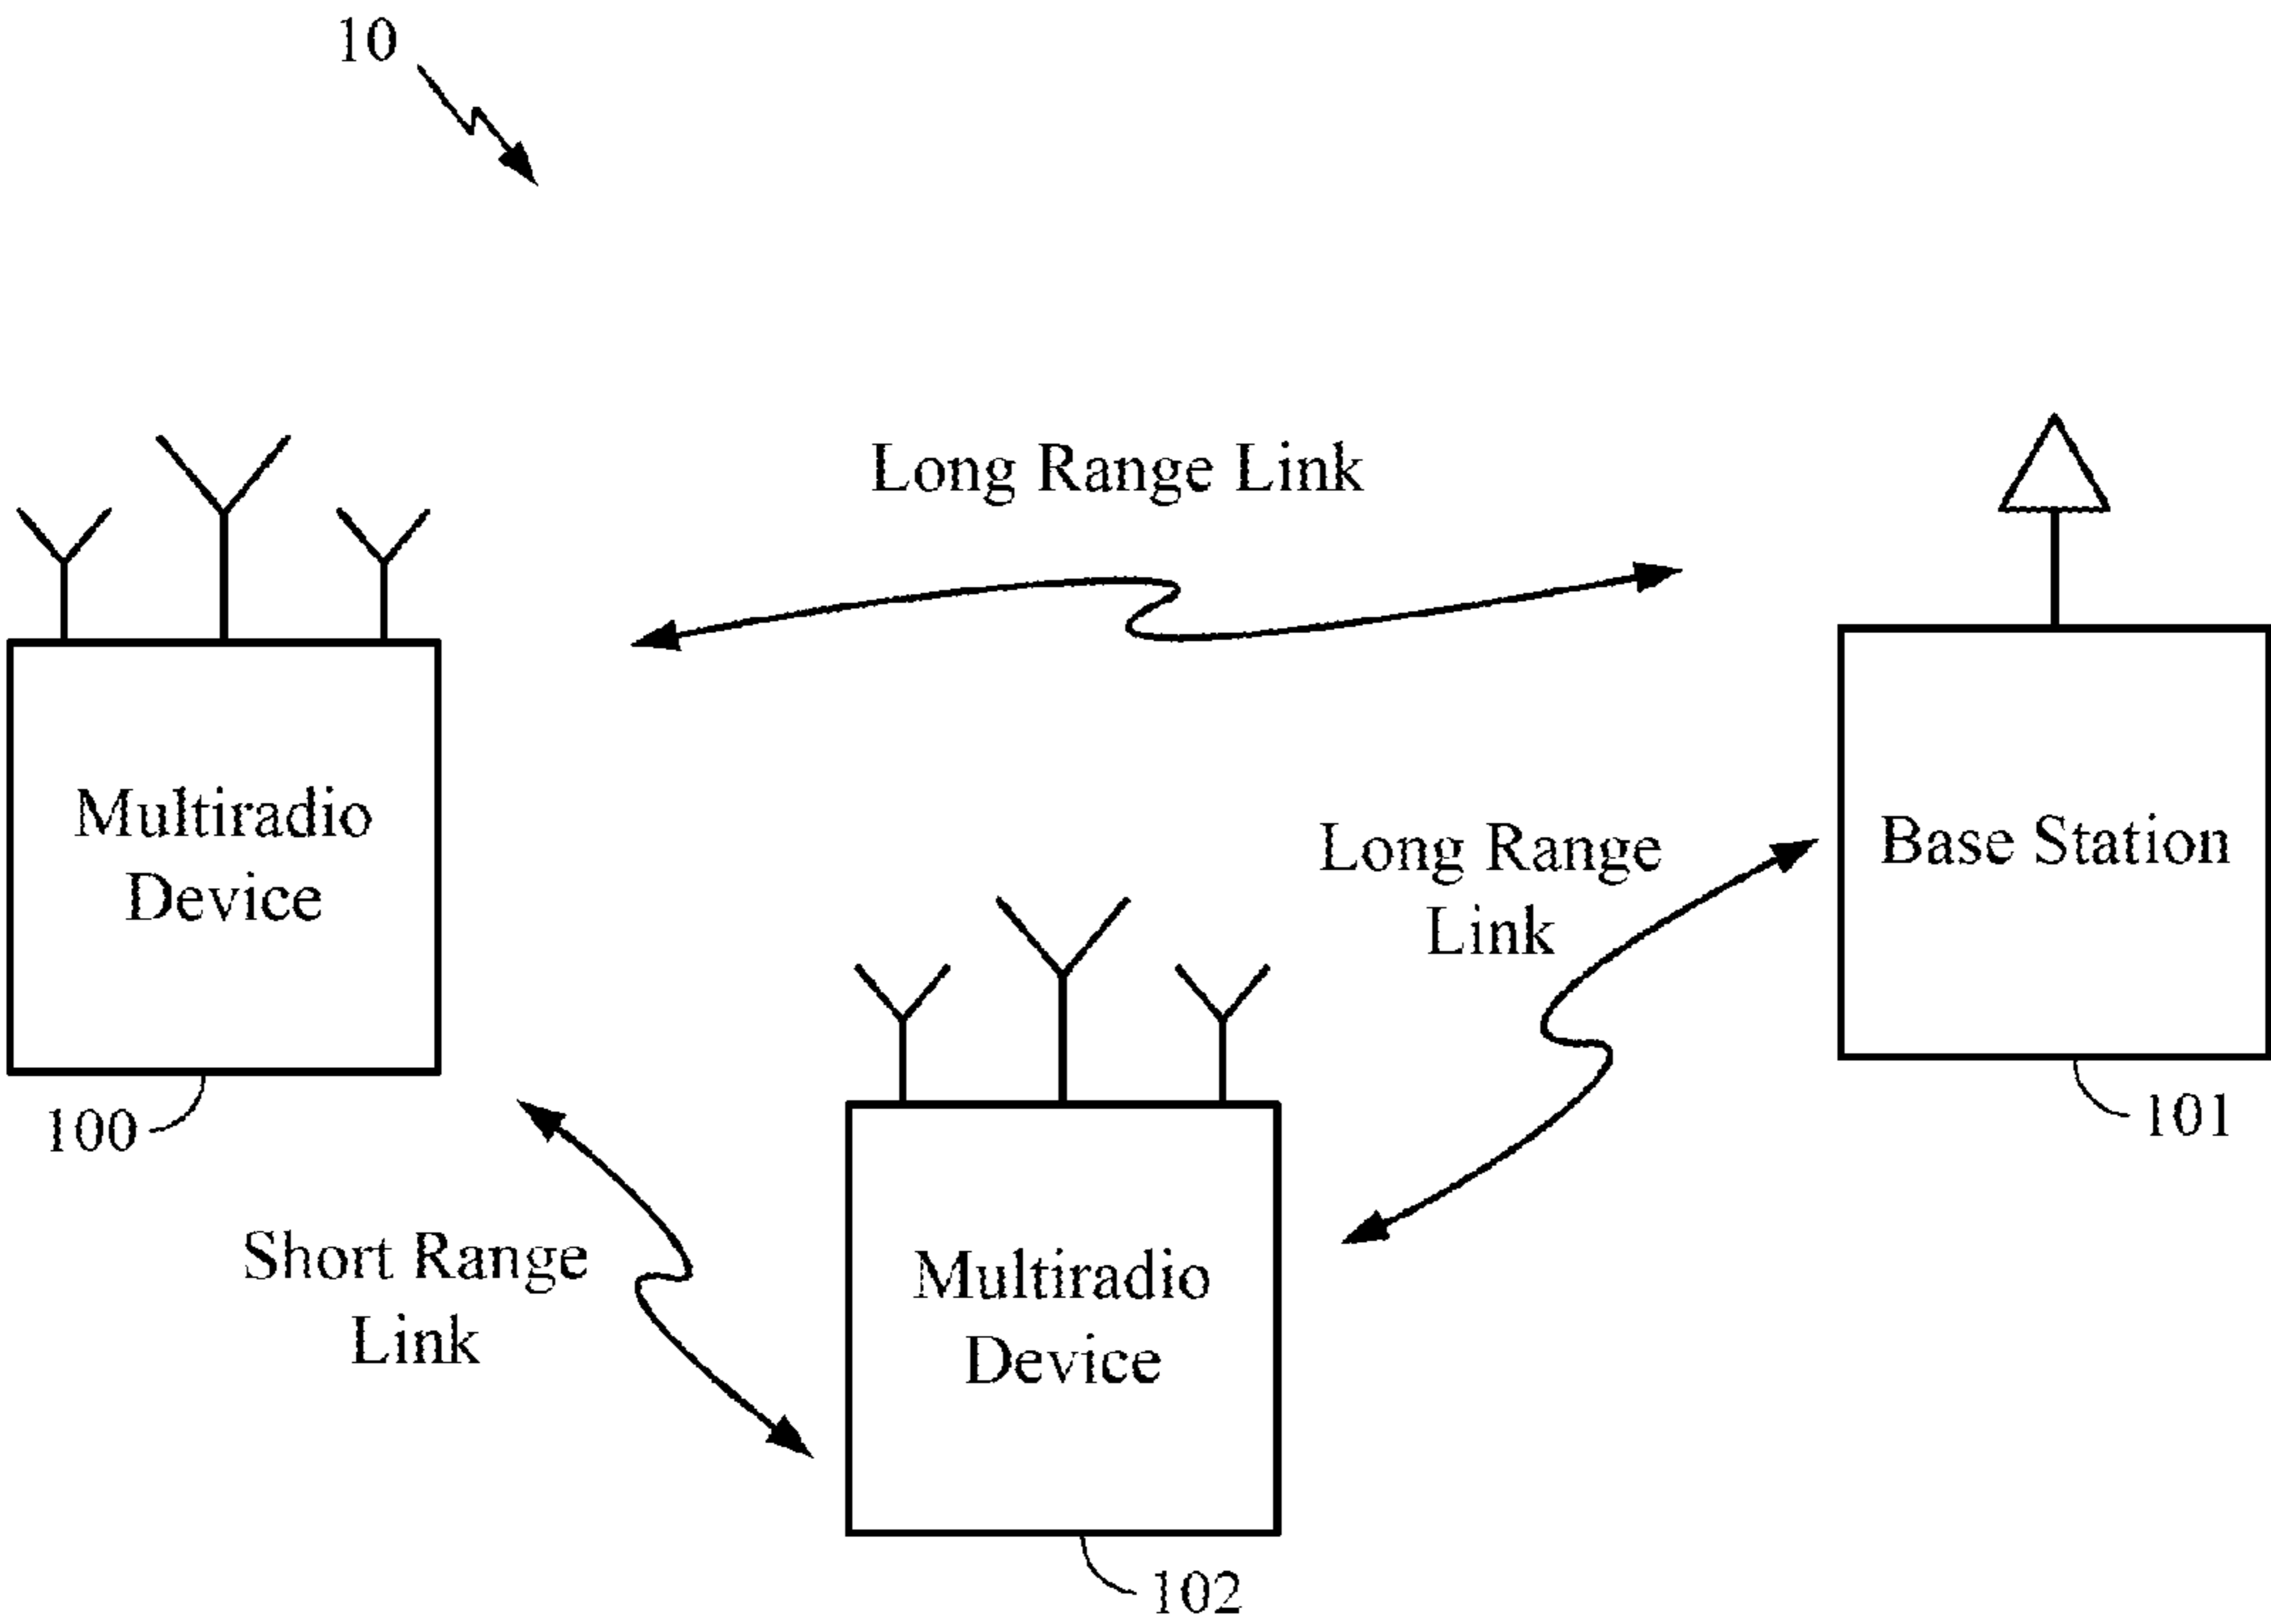 10
Long Range Link
Multiradio
Device
Long Range
Link
Base Station
100
101
Short Range
Link
Multiradio
Device
102